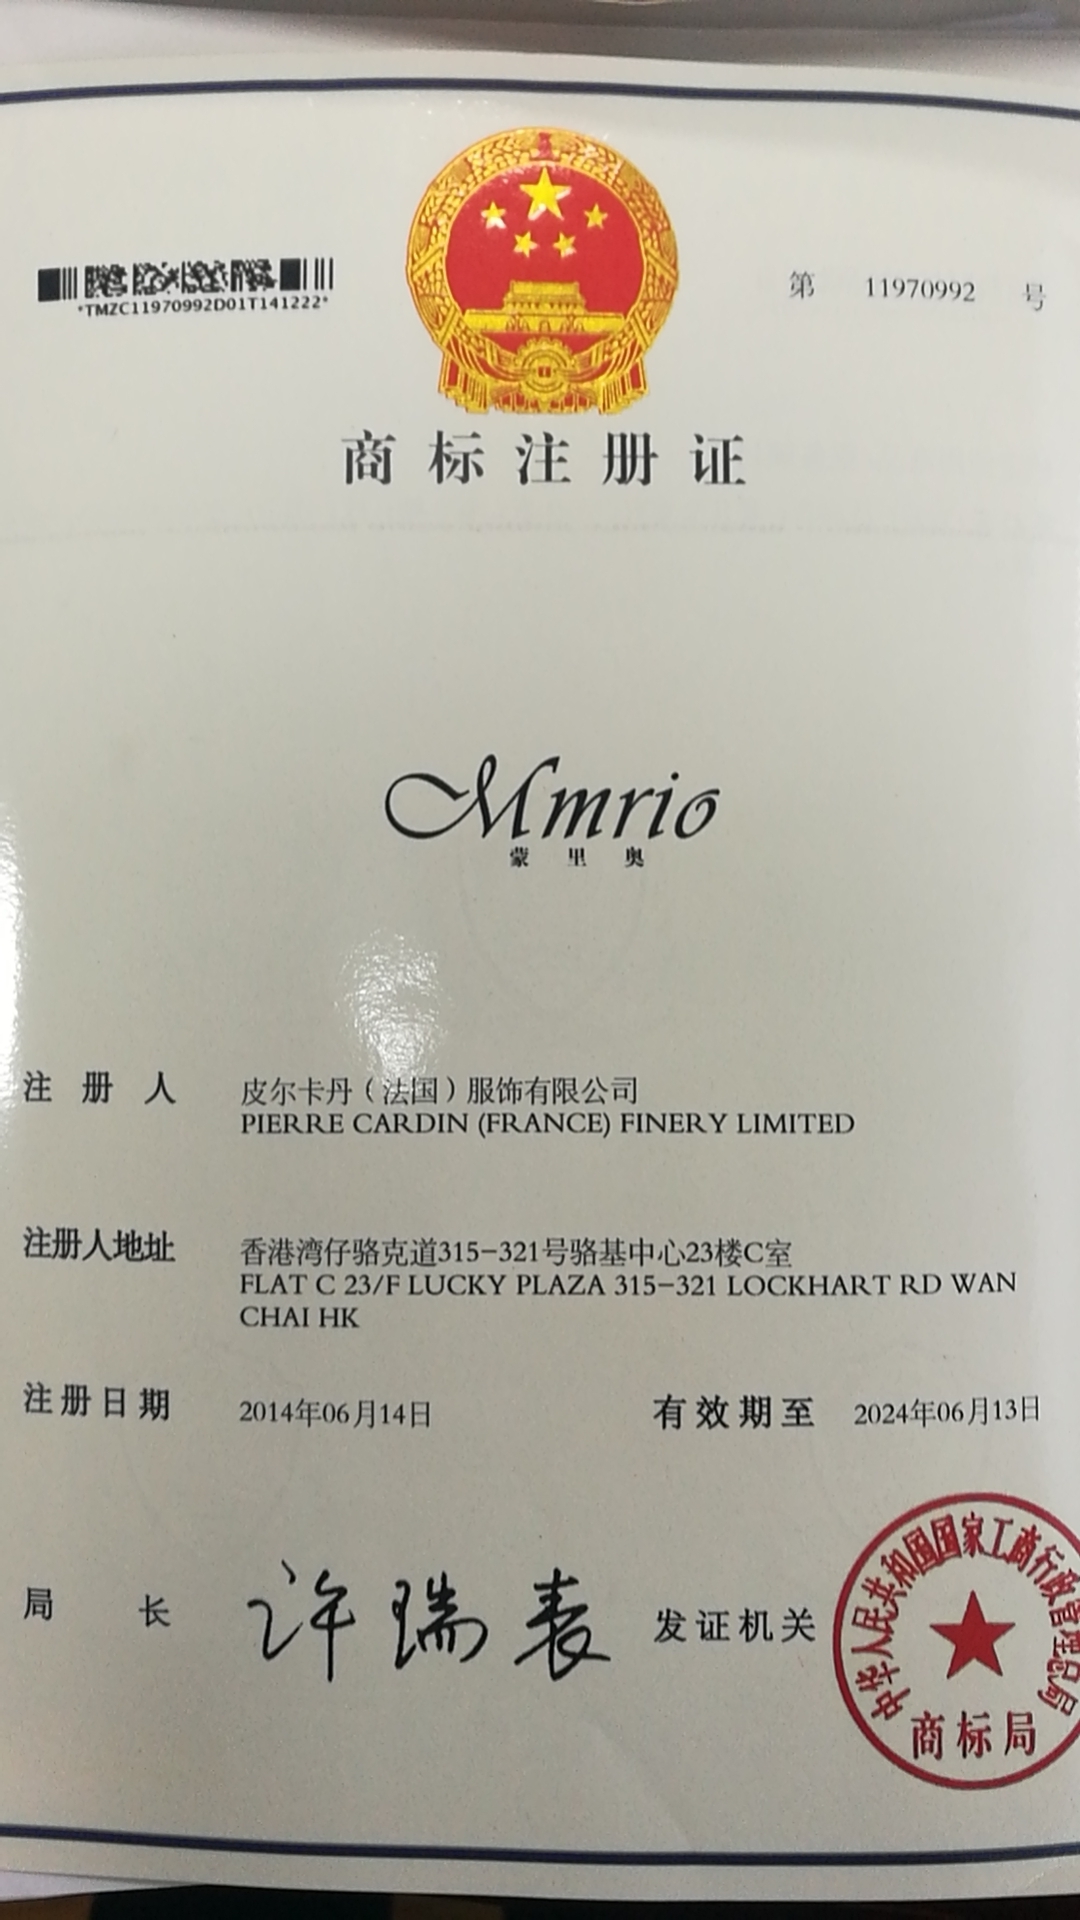 *TMZC11970992D01T141222*
第 11970992 号
商标注册证
Mmrio
蒙里奥
注册人 皮尔卡丹（法国）服饰有限公司
PIERRE CARDIN (FRANCE) FINERY LIMITED
注册人地址 香港湾仔骆克道315-321号骆基中心23楼C室
FLAT C 23/F LUCKY PLAZA 315-321 LOCKHART RD WAN
CHAI HK
注册日期 2014年06月14日 有效期至 2024年06月13日
局长 许瑞表 发证机关
中华人民共和国国家工商行政管理总局
商标局